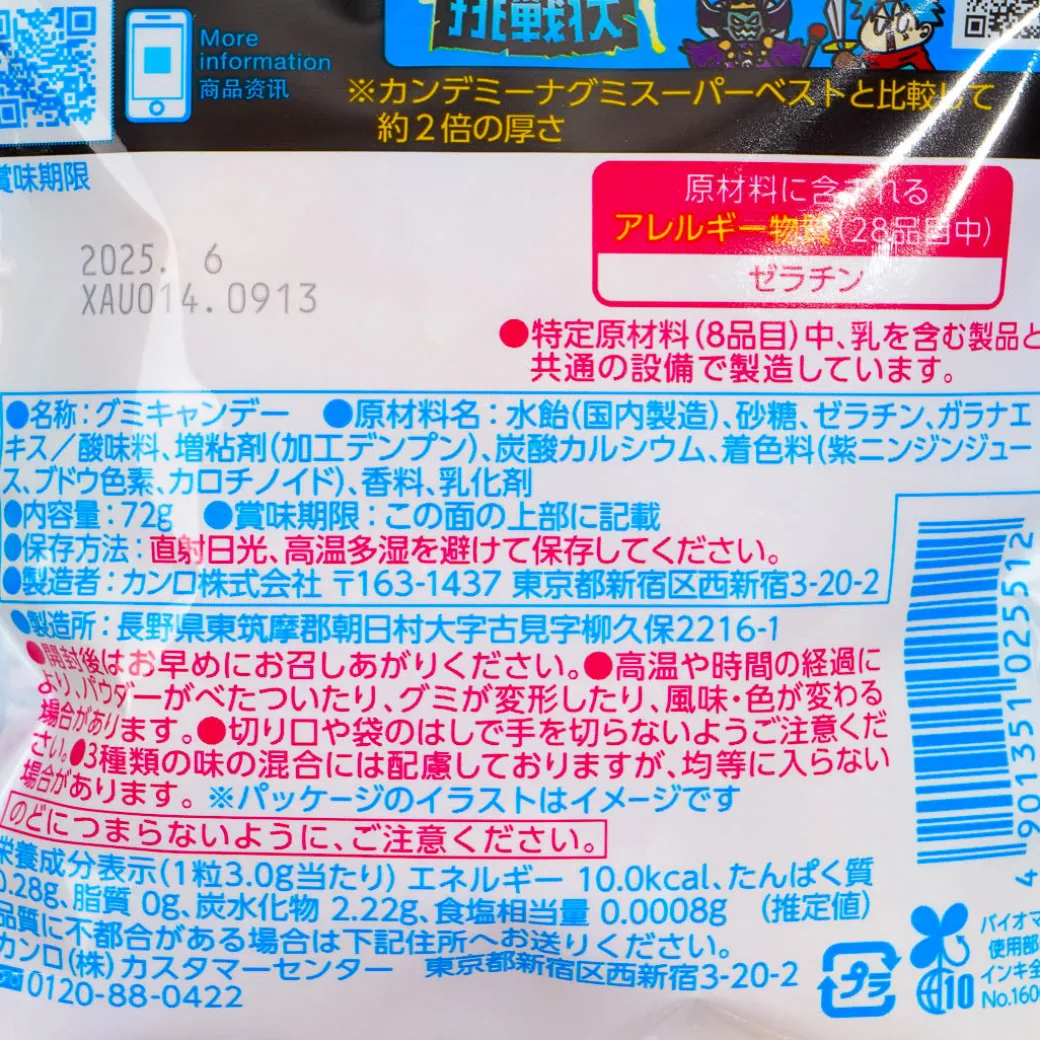 挑戦状
More
information
商品资讯
※カンデミーナグミスーパーベストと比較して
約2倍の厚さ
賞味期限
2025. 6
XAU014.0913
原材料に含まれる
アレルギー物質(28品目中)
ゼラチン
●特定原材料(8品目)中、乳を含む製品と
共通の設備で製造しています。
●名称:グミキャンデー ●原材料名:水飴(国内製造)、砂糖、ゼラチン、ガラナエ
キス/酸味料、増粘剤(加工デンプン)、炭酸カルシウム、着色料(紫ニンジンジュー
ス、ブドウ色素、カロチノイド)、香料、乳化剤
●内容量:72g ●賞味期限:この面の上部に記載
●保存方法:直射日光、高温多湿を避けて保存してください。
●製造者:カンロ株式会社 〒163-1437 東京都新宿区西新宿3-20-2
●製造所:長野県東筑摩郡朝日村大字古見字柳久保2216-1
●開封後はお早めにお召しあがりください。●高温や時間の経過に
より、パウダーがべたついたり、グミが変形したり、風味・色が変わる
場合があります。●切り口や袋のはしで手を切らないようご注意くだ
さい。●3種類の味の混合には配慮しておりますが、均等に入らない
場合があります。※パッケージのイラストはイメージです
のどにつまらないように、ご注意ください。
栄養成分表示(1粒3.0g当たり) エネルギー 10.0kcal、たんぱく質
0.28g、脂質 0g、炭水化物 2.22g、食塩相当量 0.0008g (推定値)
品質に不都合がある場合は下記住所へお送りください。
カンロ(株)カスタマーセンター 東京都新宿区西新宿3-20-2
0120-88-0422
4 901351 025512
プラ
10
バイオマ
使用部
インキ全
No.160